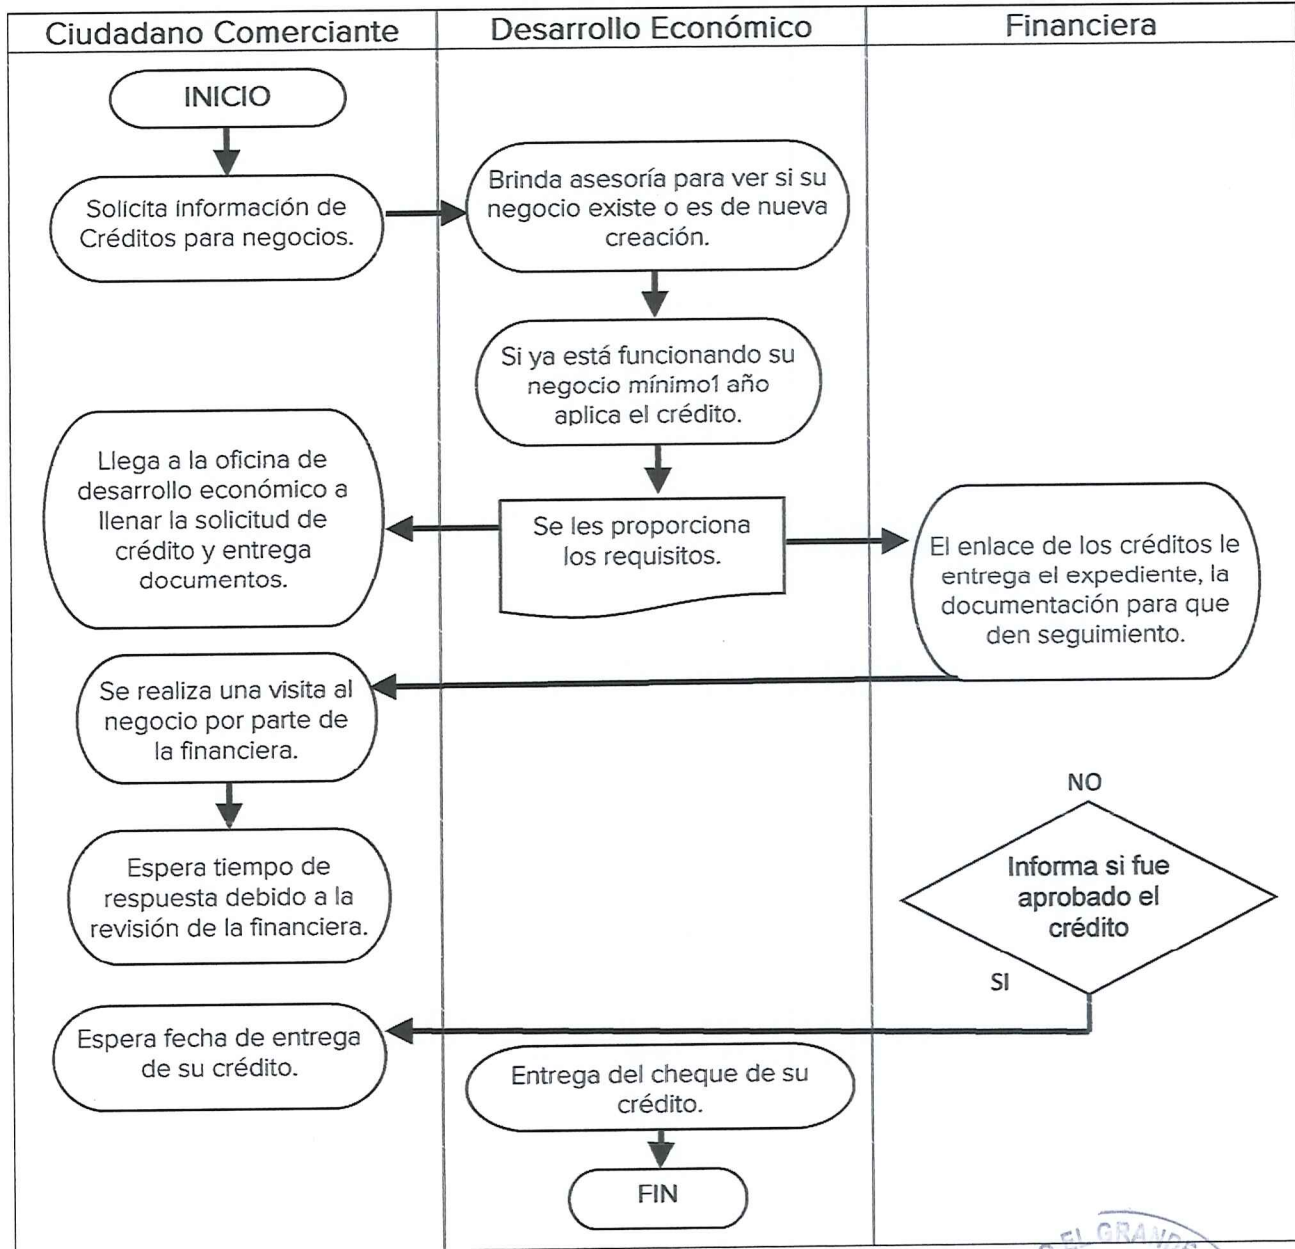 Ciudadano Comerciante
Desarrollo Económico
Financiera
INICIO
Solicita información de
Créditos para negocios.
Brinda asesoría para ver si su
negocio existe o es de nueva
creación.
Si ya está funcionando su
negocio mínimo1 año
aplica el crédito.
Llega a la oficina de
desarrollo económico a
llenar la solicitud de
crédito y entrega
documentos.
Se les proporciona
los requisitos.
El enlace de los créditos le
entrega el expediente, la
documentación para que
den seguimiento.
Se realiza una visita al
negocio por parte de
la financiera.
Espera tiempo de
respuesta debido a la
revisión de la financiera.
NO
Informa si fue
aprobado el
crédito
SI
Espera fecha de entrega
de su crédito.
Entrega del cheque de su
crédito.
FIN
EL GRANDE